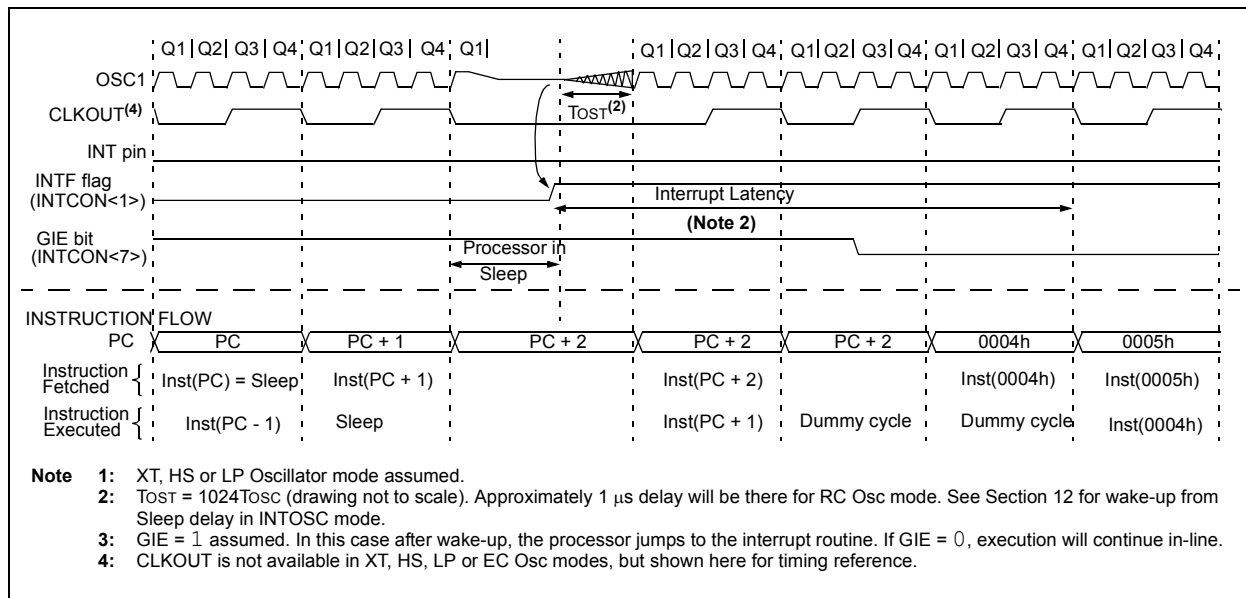 Q1 | Q2 | Q3 | Q4 Q1 | Q2 | Q3 | Q4 Q1 | Q1 | Q2 | Q3 | Q4 Q1 | Q2 | Q3 | Q4 Q1 | Q2 | Q3 | Q4 Q1 | Q2 | Q3 | Q4
OSC1
CLKOUT(4) TOST(2)
INT pin
INTF flag
(INTCON<1>) Interrupt Latency
(Note 2)
GIE bit
(INTCON<7>) Processor in
Sleep
INSTRUCTION FLOW
PC PC PC + 1 PC + 2 PC + 2 PC + 2 0004h 0005h
Instruction
Fetched { Inst(PC) = Sleep Inst(PC + 1) Inst(PC + 2) Inst(0004h) Inst(0005h)
Instruction
Executed { Inst(PC - 1) Sleep Inst(PC + 1) Dummy cycle Dummy cycle Inst(0004h)
Note 1: XT, HS or LP Oscillator mode assumed.
2: TOST = 1024TOSC (drawing not to scale). Approximately 1 μs delay will be there for RC Osc mode. See Section 12 for wake-up from
Sleep delay in INTOSC mode.
3: GIE = 1 assumed. In this case after wake-up, the processor jumps to the interrupt routine. If GIE = 0, execution will continue in-line.
4: CLKOUT is not available in XT, HS, LP or EC Osc modes, but shown here for timing reference.